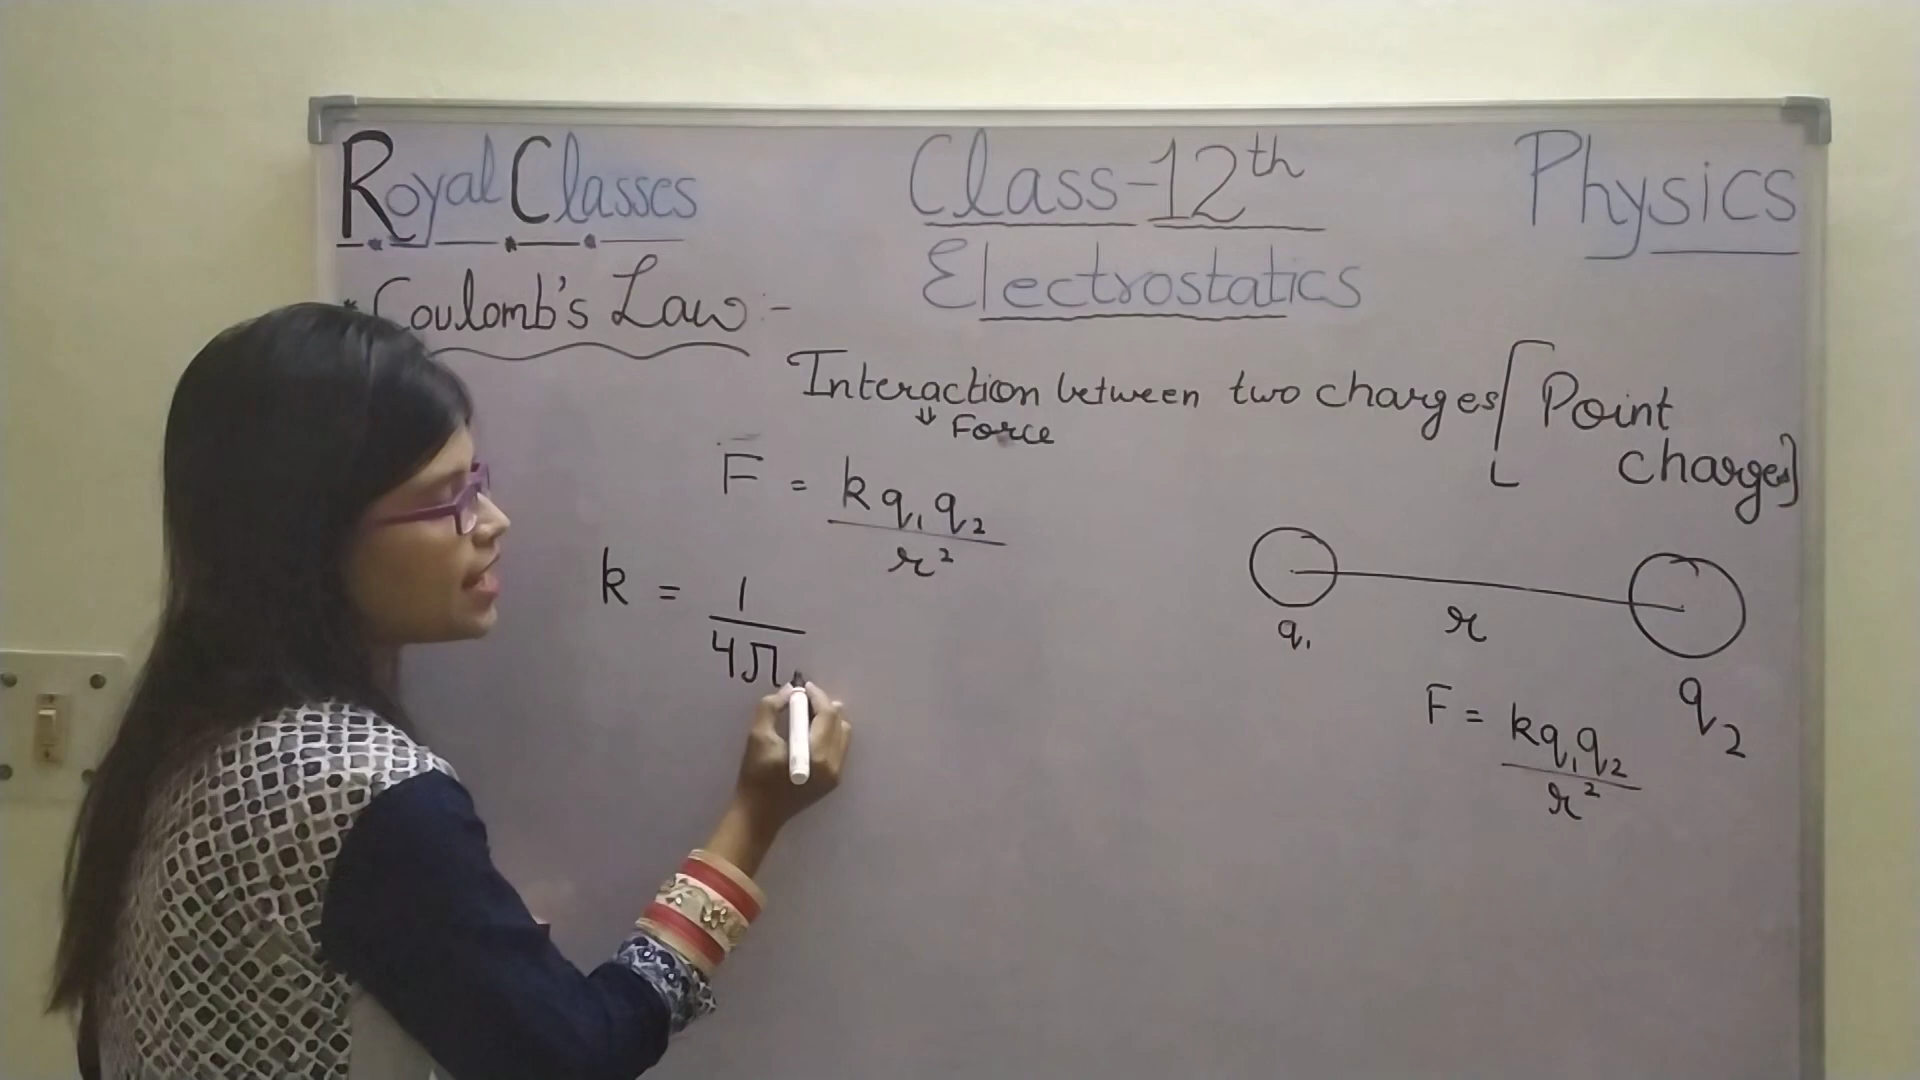 Royal Classes
Class-12th
Physics
Electrostatics
* Coulomb's Law :-
Interaction between two charges [Point
charges]
⇓ Force
F = kq₁q₂/r²
k = 1/4π
q₁
r
q₂
F = kq₁q₂/r²